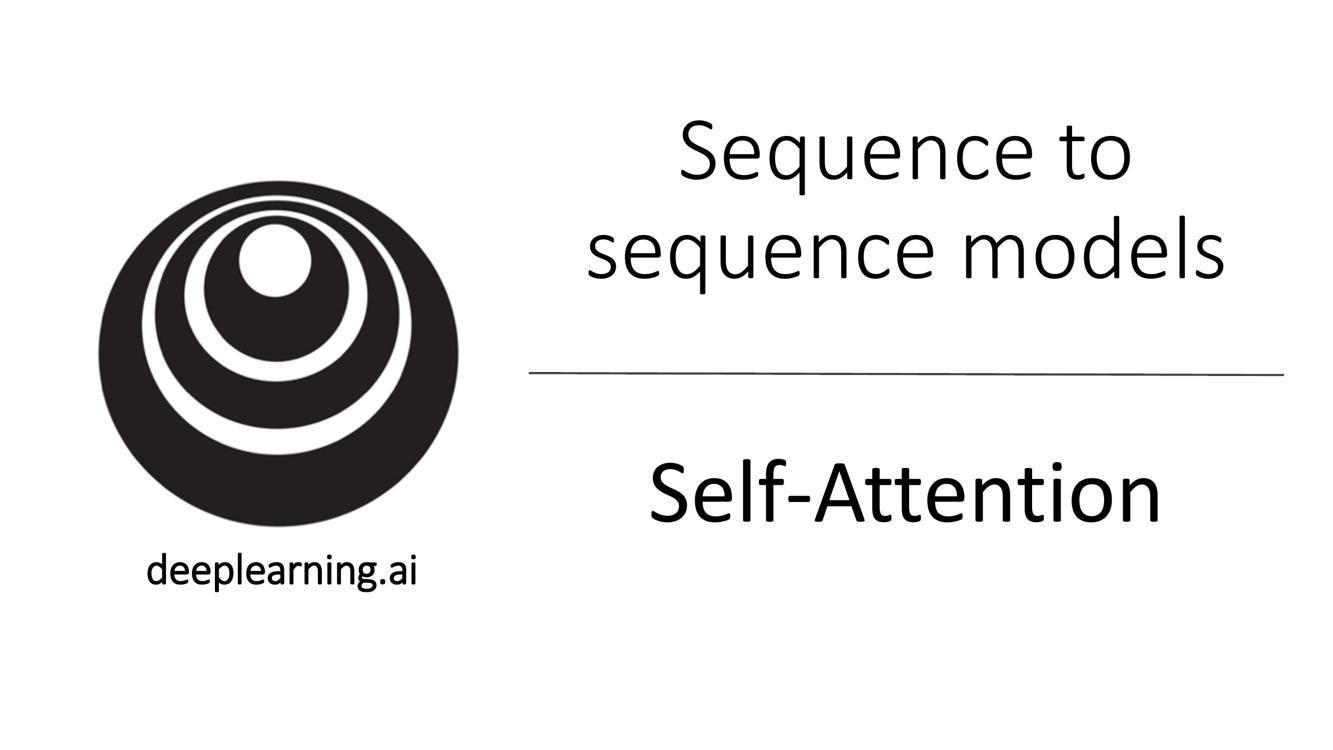 Sequence to
sequence models
Self-Attention
deeplearning.ai